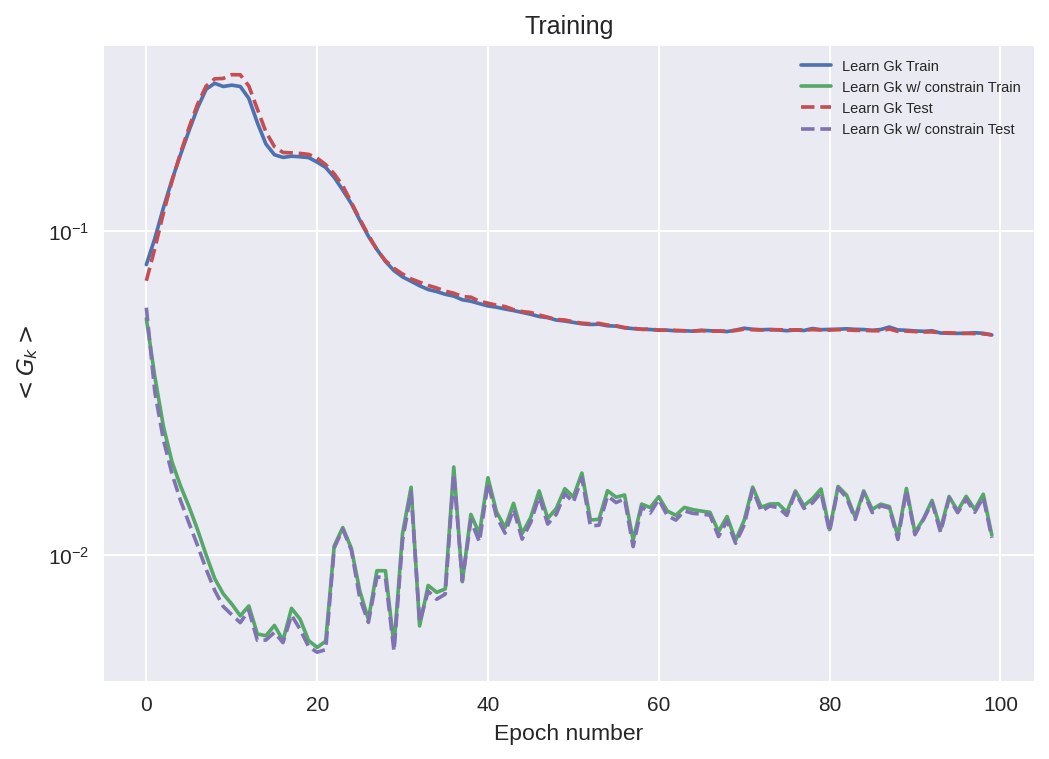 Training
Learn Gk Train
Learn Gk w/ constrain Train
Learn Gk Test
Learn Gk w/ constrain Test
10⁻¹
10⁻²
< Gₖ >
0 20 40 60 80 100
Epoch number